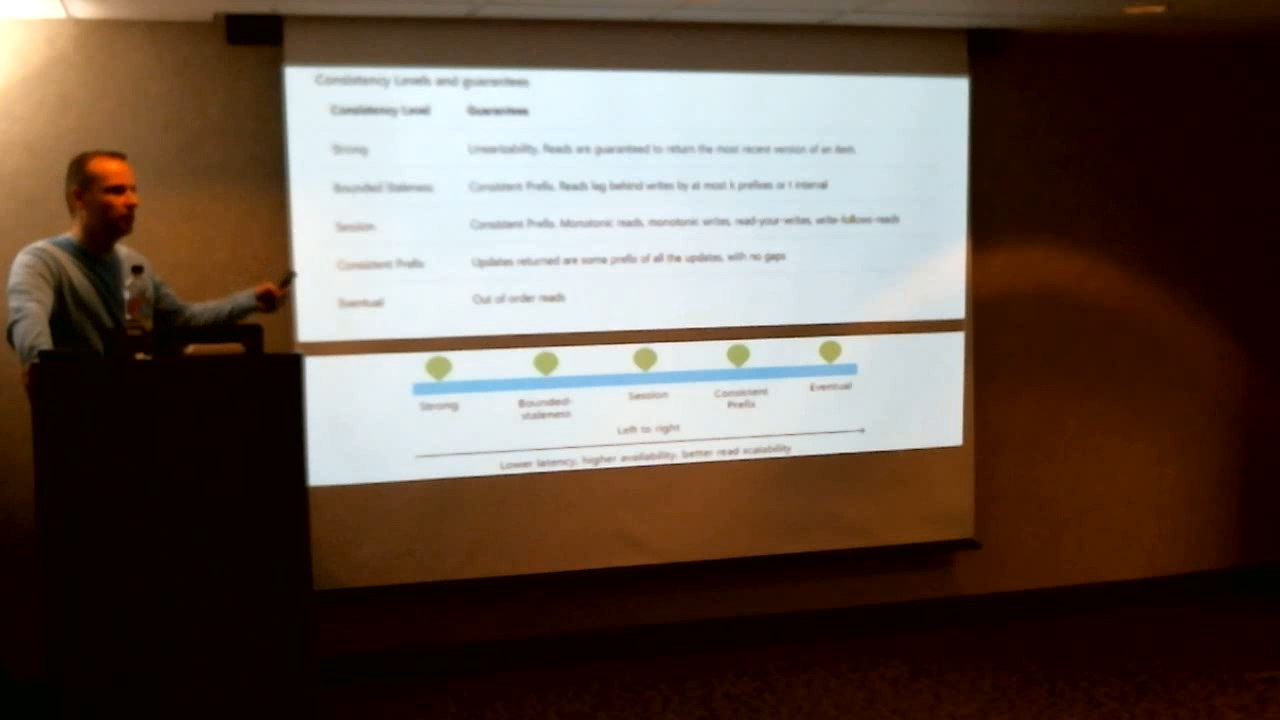 Consistency Levels and guarantees
Consistency Level Guarantees
Strong Linearizability. Reads are guaranteed to return the most recent version of an item.
Bounded Staleness Consistent Prefix. Reads lag behind writes by at most k prefixes or t interval
Session Consistent Prefix. Monotonic reads, monotonic writes, read-your-writes, write-follows-reads
Consistent Prefix Updates returned are some prefix of all the updates, with no gaps
Eventual Out of order reads
Strong
Bounded-
staleness
Session
Consistent
Prefix
Eventual
Left to right
Lower latency, higher availability, better read scalability